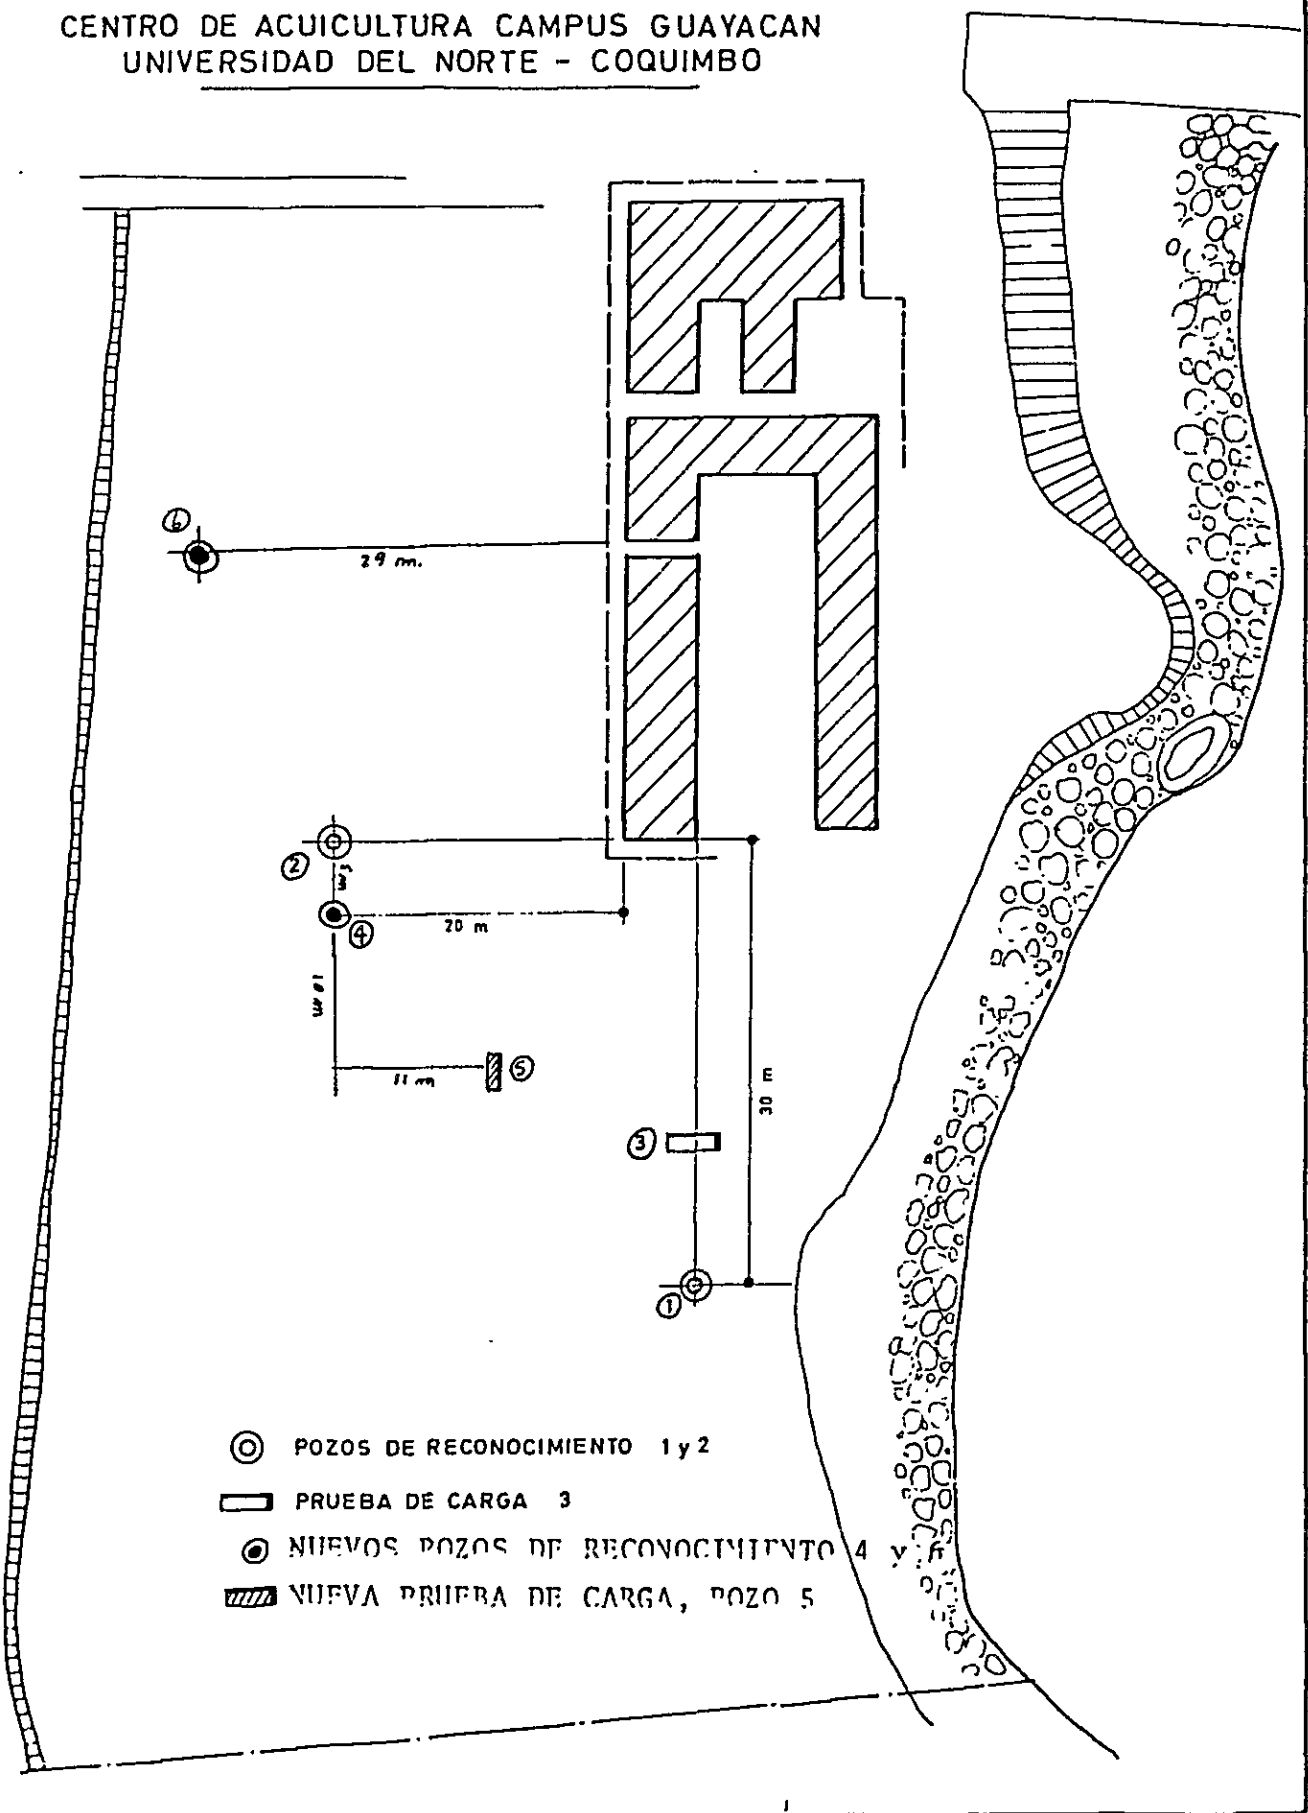 CENTRO DE ACUICULTURA CAMPUS GUAYACAN
UNIVERSIDAD DEL NORTE - COQUIMBO
6
29 m.
2
4
20 m
10 m
11 m
5
30 m
3
1
POZOS DE RECONOCIMIENTO 1 y 2
PRUEBA DE CARGA 3
NUEVOS POZOS DE RECONOCIMIENTO 4 y 6
NUEVA PRUEBA DE CARGA, POZO 5